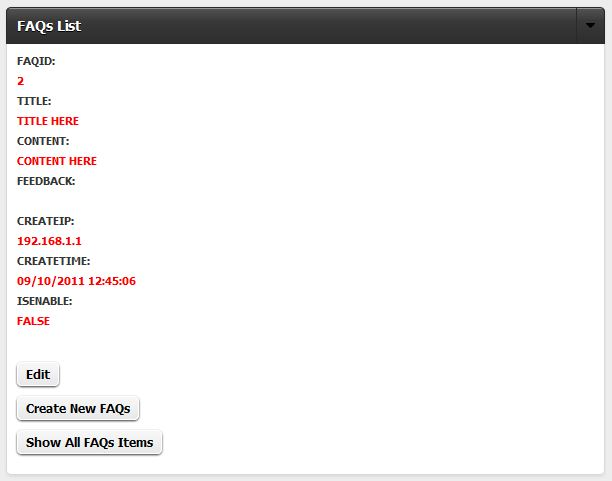 FAQs List
FAQID:
2
TITLE:
TITLE HERE
CONTENT:
CONTENT HERE
FEEDBACK:
CREATEIP:
192.168.1.1
CREATETIME:
09/10/2011 12:45:06
ISENABLE:
FALSE
Edit
Create New FAQs
Show All FAQs Items